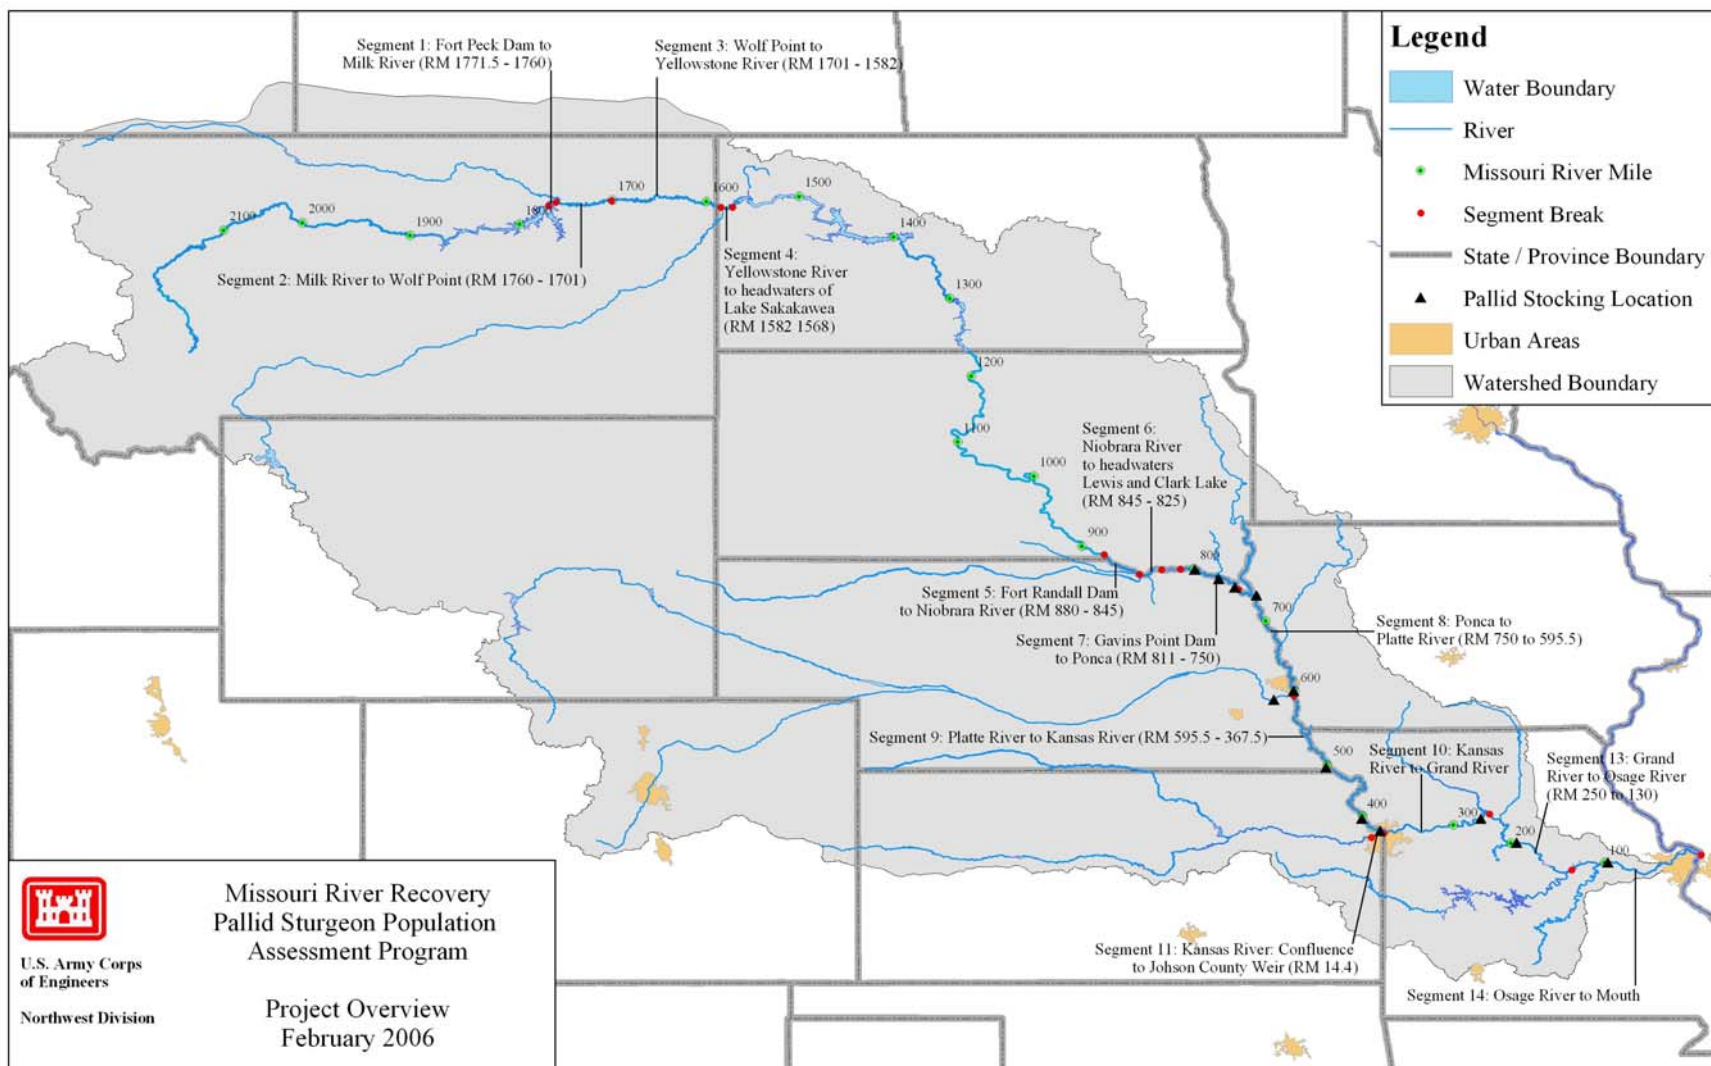 Segment 1: Fort Peck Dam to
Milk River (RM 1771.5 - 1760)
Segment 3: Wolf Point to
Yellowstone River (RM 1701 - 1582)
Legend
Water Boundary
River
Missouri River Mile
Segment Break
State / Province Boundary
Pallid Stocking Location
Urban Areas
Watershed Boundary
2100
2000
1900
1800
1700
1600
1500
1400
Segment 2: Milk River to Wolf Point (RM 1760 - 1701)
Segment 4:
Yellowstone River
to headwaters of
Lake Sakakawea
(RM 1582 1568)
1300
1200
1100
1000
900
Segment 6:
Niobrara River
to headwaters
Lewis and Clark Lake
(RM 845 - 825)
800
Segment 5: Fort Randall Dam
to Niobrara River (RM 880 - 845)
700
Segment 7: Gavins Point Dam
to Ponca (RM 811 - 750)
Segment 8: Ponca to
Platte River (RM 750 to 595.5)
600
Segment 9: Platte River to Kansas River (RM 595.5 - 367.5)
500
Segment 10: Kansas
River to Grand River
Segment 13: Grand
River to Osage River
(RM 250 to 130)
400
300
200
100
Segment 11: Kansas River: Confluence
to Johson County Weir (RM 14.4)
Segment 14: Osage River to Mouth
U.S. Army Corps
of Engineers
Northwest Division
Missouri River Recovery
Pallid Sturgeon Population
Assessment Program
Project Overview
February 2006